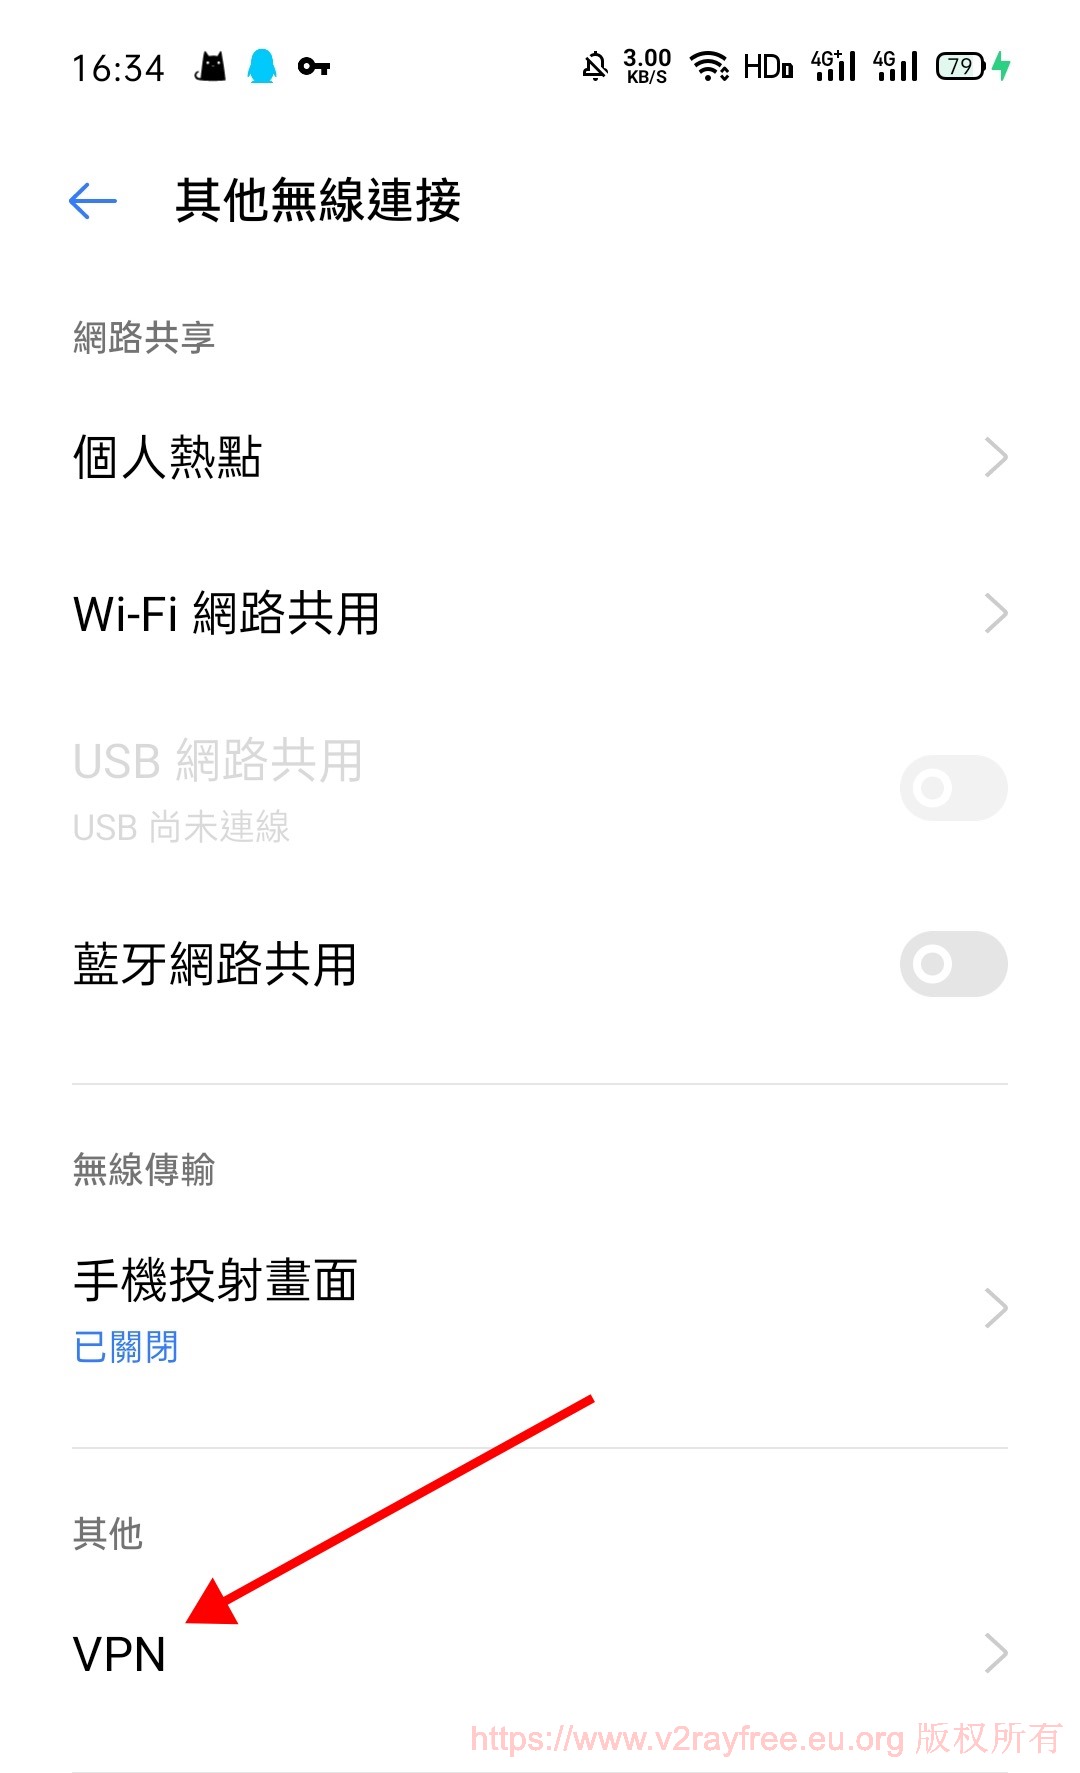 16:34 3.00 KB/S HD 4G+ 4G 79
其他無線連接
網路共享
個人熱點
Wi-Fi 網路共用
USB 網路共用
USB 尚未連線
藍牙網路共用
無線傳輸
手機投射畫面
已關閉
其他
VPN
https://www.v2rayfree.eu.org 版权所有